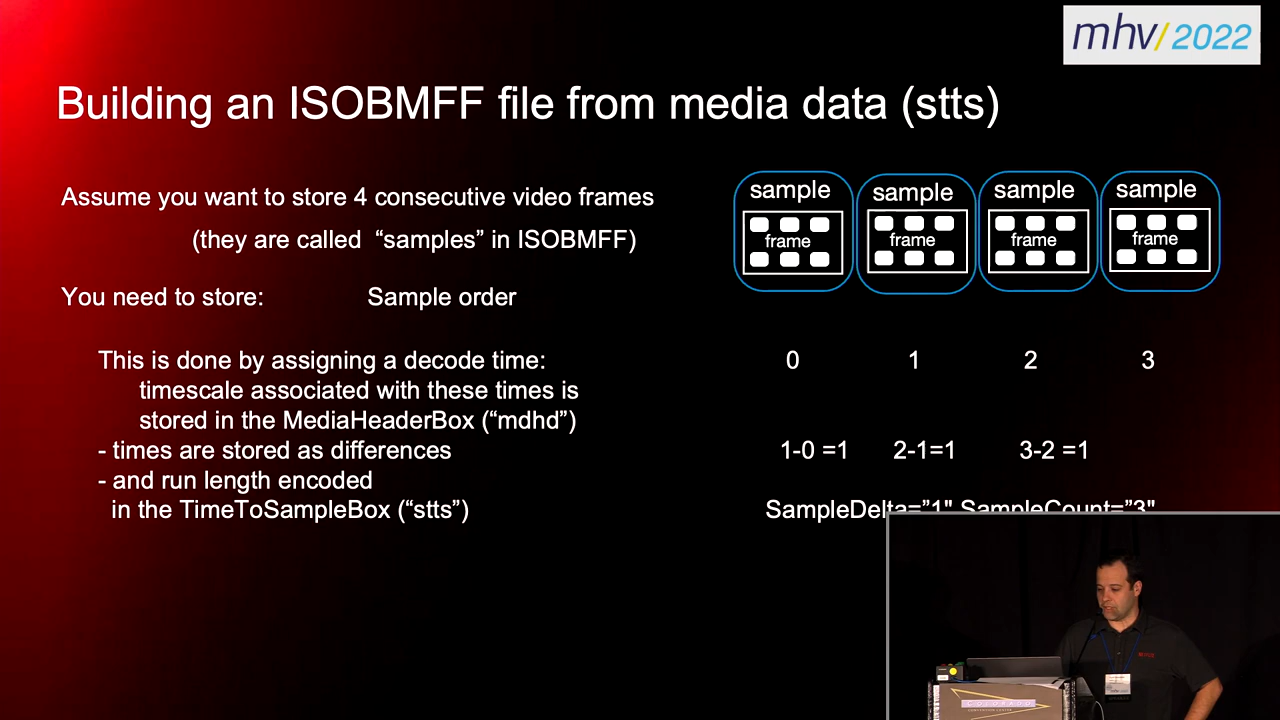 mhv/2022
Building an ISOBMFF file from media data (stts)
Assume you want to store 4 consecutive video frames
(they are called “samples” in ISOBMFF)
sample sample sample sample
frame frame frame frame
You need to store: Sample order
This is done by assigning a decode time: 0 1 2 3
timescale associated with these times is
stored in the MediaHeaderBox (“mdhd”)
- times are stored as differences 1-0 =1 2-1=1 3-2 =1
- and run length encoded
in the TimeToSampleBox (“stts”) SampleDelta=”1" SampleCount=”3"
COLORADO
CONVENTION CENTER